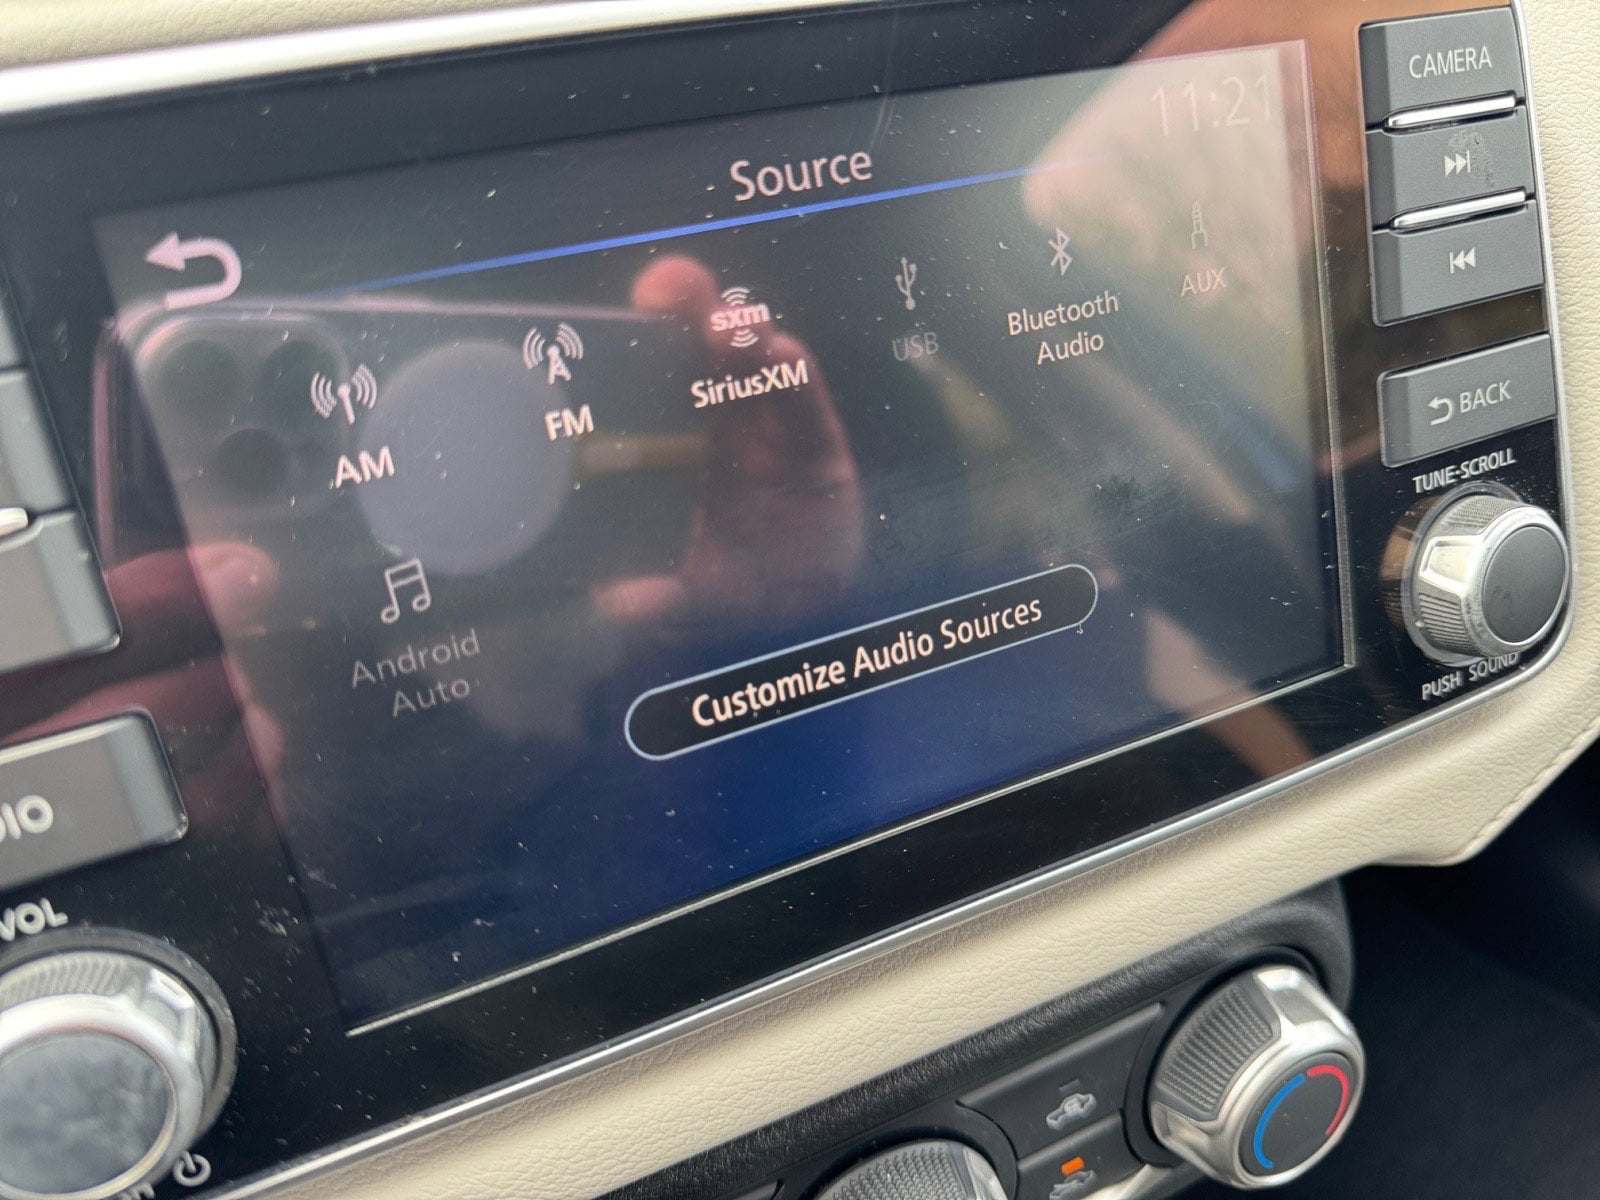 11:21
Source
sxm
AM
FM
SiriusXM
USB
Bluetooth
Audio
AUX
Android
Auto
Customize Audio Sources
CAMERA
BACK
TUNE·SCROLL
PUSH SOUND
VOL